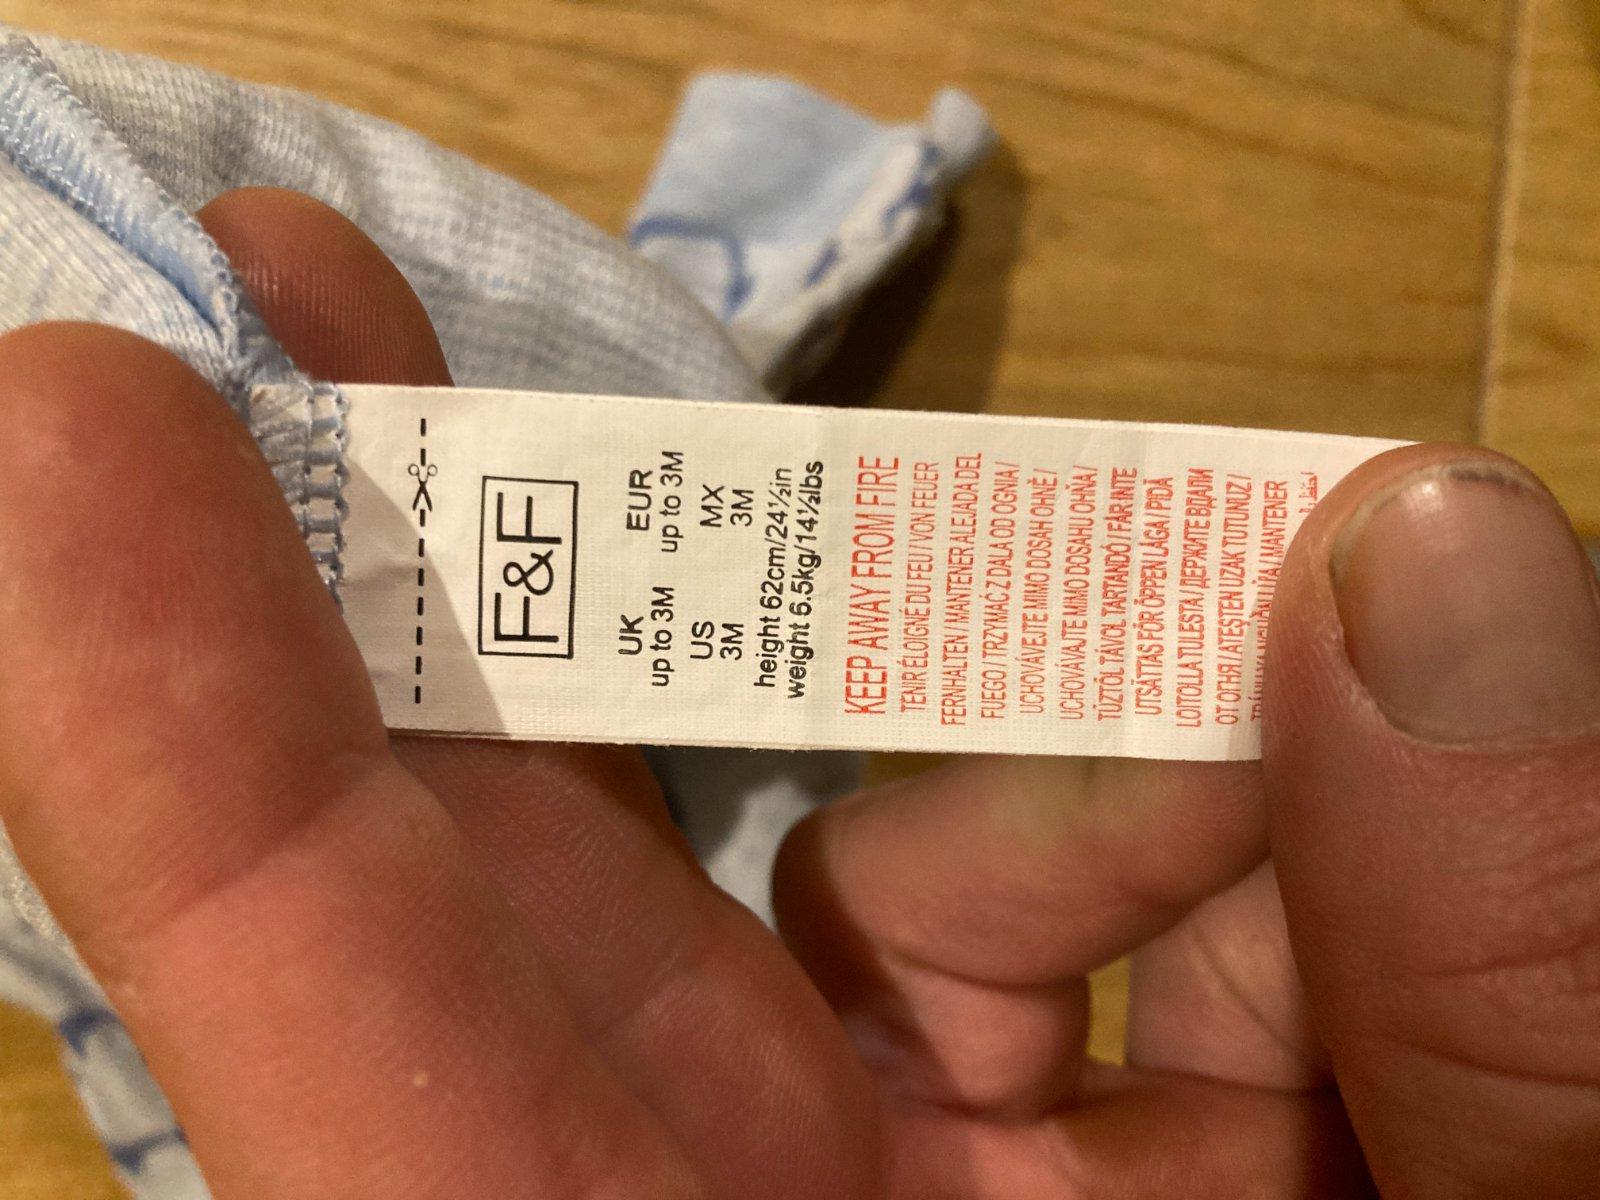 F&F
UK EUR
up to 3M up to 3M
US MX
3M 3M
height 62cm/24½in
weight 6.5kg/14½lbs
KEEP AWAY FROM FIRE
TENIR ÉLOIGNÉ DU FEU / VON FEUER
FERNHALTEN / MANTENER ALEJADA DEL
FUEGO / TRZYMAĆ Z DALA OD OGNIA /
UCHOVÁVEJTE MIMO DOSAH OHNĚ /
UCHOVÁVAJTE MIMO DOSAHU OHŇA /
TŰZTŐL TÁVOL TARTANDÓ / FÅR INTE
UTSÄTTAS FÖR ÖPPEN LÅGA / PIDÄ
LOITOLLA TULESTA / ДЕРЖИТЕ ВДАЛИ
ОТ ОГНЯ / ATEŞTEN UZAK TUTUNUZ /
LỬA / MANTENER